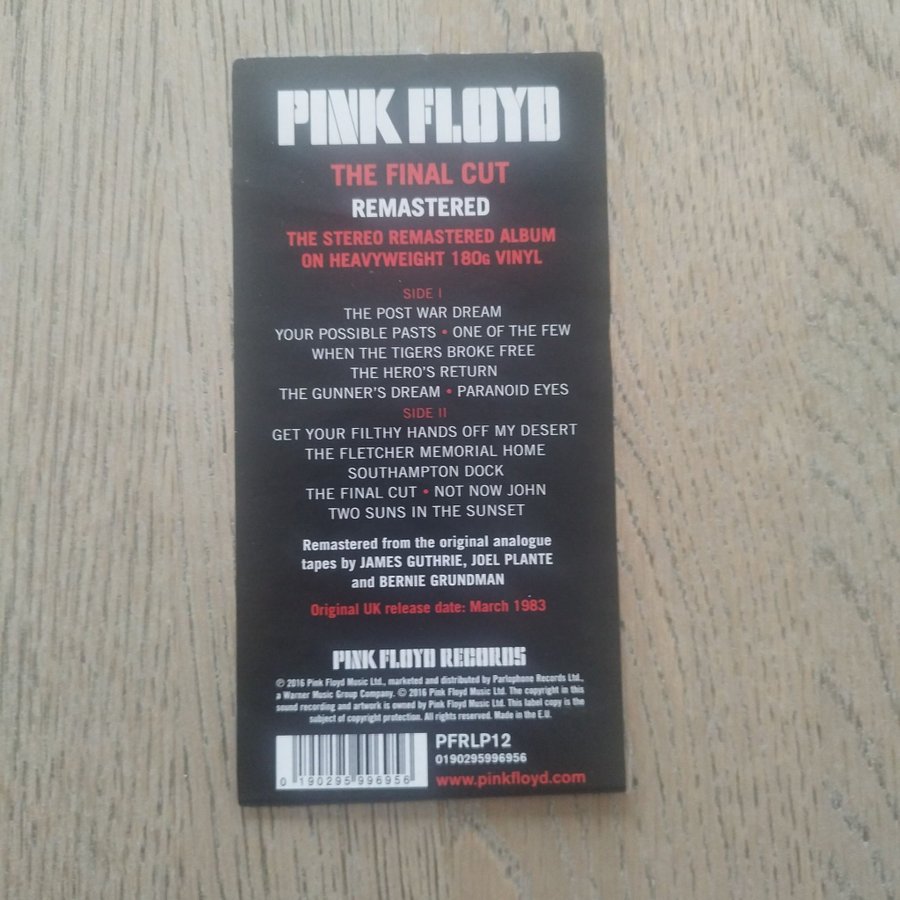 PINK FLOYD
THE FINAL CUT
REMASTERED
THE STEREO REMASTERED ALBUM
ON HEAVYWEIGHT 180G VINYL
SIDE I
THE POST WAR DREAM
YOUR POSSIBLE PASTS • ONE OF THE FEW
WHEN THE TIGERS BROKE FREE
THE HERO'S RETURN
THE GUNNER'S DREAM • PARANOID EYES
SIDE II
GET YOUR FILTHY HANDS OFF MY DESERT
THE FLETCHER MEMORIAL HOME
SOUTHAMPTON DOCK
THE FINAL CUT • NOT NOW JOHN
TWO SUNS IN THE SUNSET
Remastered from the original analogue
tapes by JAMES GUTHRIE, JOEL PLANTE
and BERNIE GRUNDMAN
Original UK release date: March 1983
PINK FLOYD RECORDS
℗ 2016 Pink Floyd Music Ltd., marketed and distributed by Parlophone Records Ltd.,
a Warner Music Group Company. © 2016 Pink Floyd Music Ltd. The copyright in this
sound recording and artwork is owned by Pink Floyd Music Ltd. This label copy is the
subject of copyright protection. All rights reserved. Made in the E.U.
PFRLP12
0190295996956
www.pinkfloyd.com
0 190295 996956